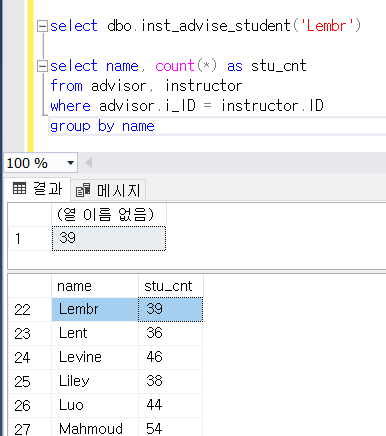 select dbo.inst_advise_student('Lembr')
select name, count(*) as stu_cnt
from advisor, instructor
where advisor.i_ID = instructor.ID
group by name
100 %
결과 메시지
(열 이름 없음)
1 39
name stu_cnt
22 Lembr 39
23 Lent 36
24 Levine 46
25 Liley 38
26 Luo 44
27 Mahmoud 54